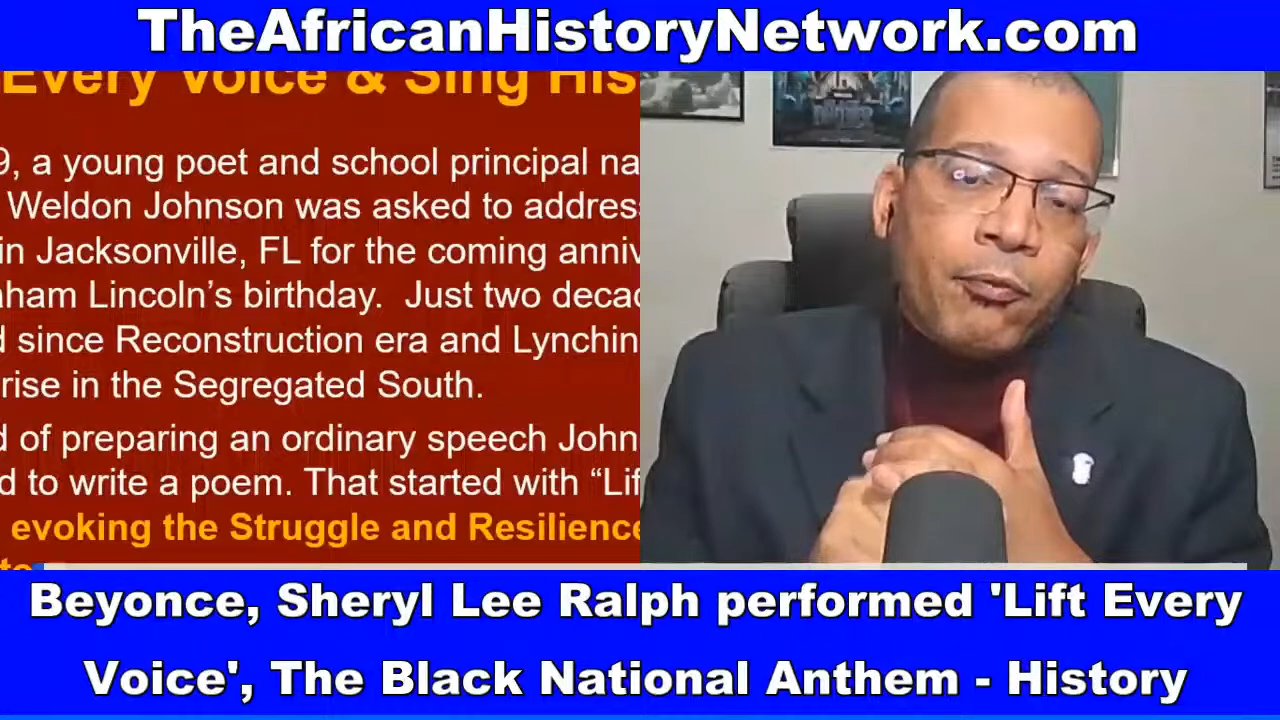 TheAfricanHistoryNetwork.com
Every Voice & Sing His
9, a young poet and school principal na
Weldon Johnson was asked to addres
in Jacksonville, FL for the coming anniv
ham Lincoln's birthday. Just two decad
d since Reconstruction era and Lynchin
rise in the Segregated South.
d of preparing an ordinary speech John
d to write a poem. That started with “Lif
evoking the Struggle and Resilience
Beyonce, Sheryl Lee Ralph performed 'Lift Every
Voice', The Black National Anthem - History